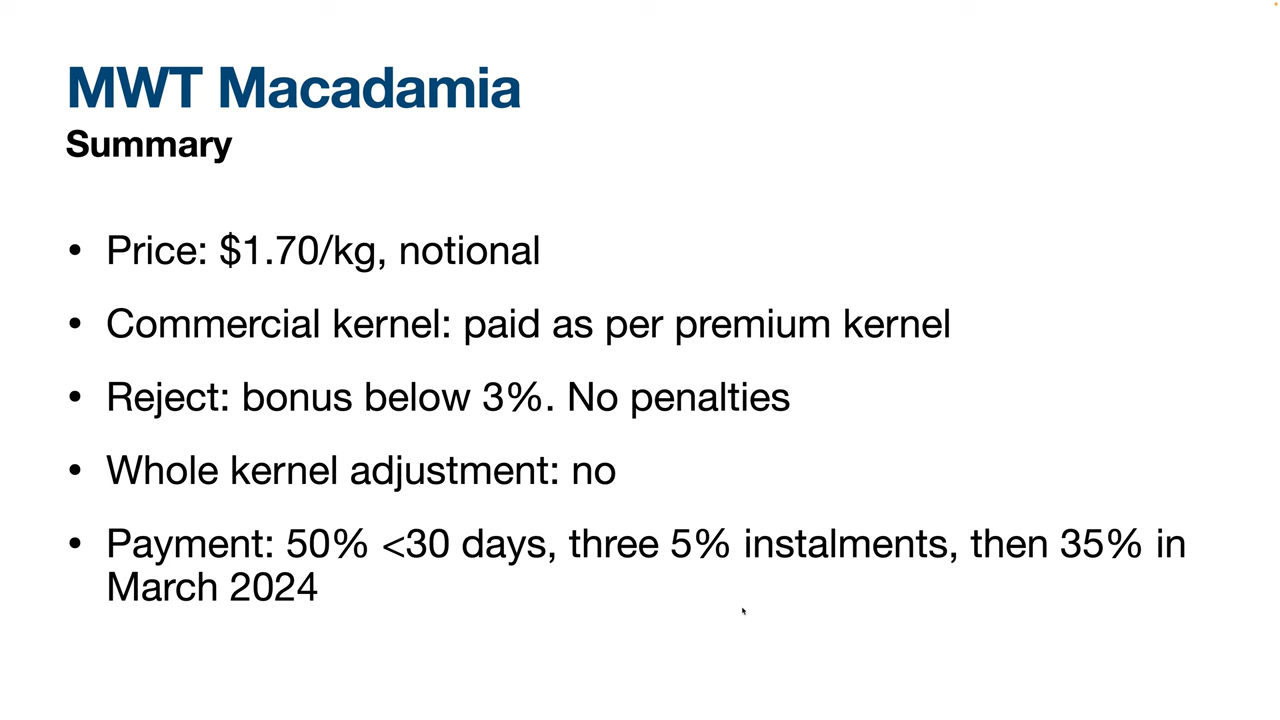 MWT Macadamia
Summary
• Price: $1.70/kg, notional
• Commercial kernel: paid as per premium kernel
• Reject: bonus below 3%. No penalties
• Whole kernel adjustment: no
• Payment: 50% <30 days, three 5% instalments, then 35% in
March 2024